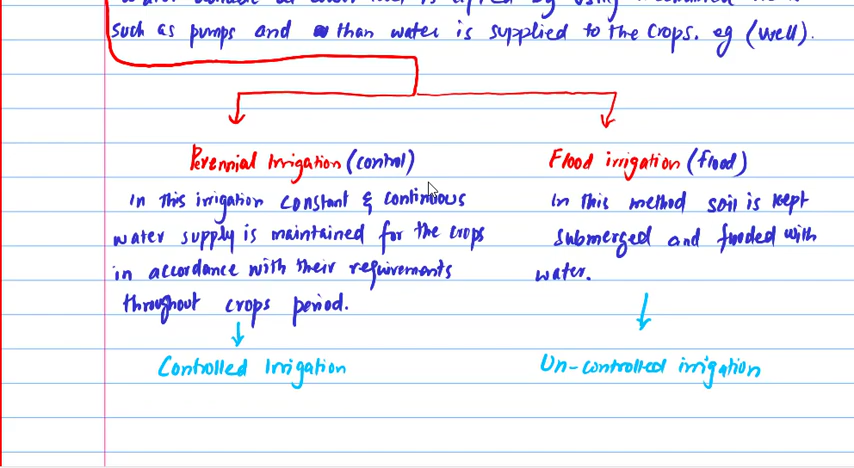 such as pumps and than water is supplied to the crops. eg (well).
Perennial Irrigation (control)
In this irrigation constant & continuous
water supply is maintained for the crops
in accordance with their requirements
throughout crops period.
Controlled Irrigation
Flood irrigation (flood)
In this method soil is kept
submerged and flooded with
water.
Un-controlled irrigation